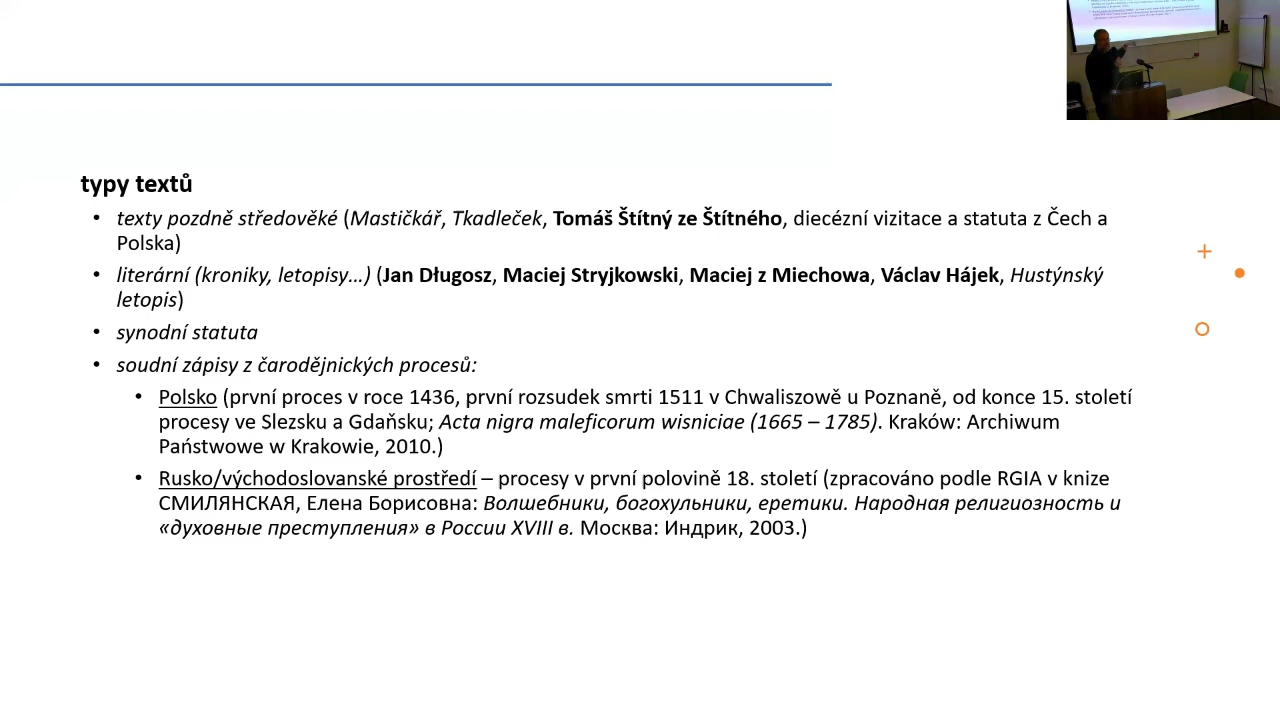 typy textů
• texty pozdně středověké (Mastičkář, Tkadleček, Tomáš Štítný ze Štítného, diecézní vizitace a statuta z Čech a
Polska)
• literární (kroniky, letopisy…) (Jan Długosz, Maciej Stryjkowski, Maciej z Miechowa, Václav Hájek, Hustýnský
letopis)
• synodní statuta
• soudní zápisy z čarodějnických procesů:
• Polsko (první proces v roce 1436, první rozsudek smrti 1511 v Chwaliszowě u Poznaně, od konce 15. století
procesy ve Slezsku a Gdaňsku; Acta nigra maleficorum wisniciae (1665 – 1785). Kraków: Archiwum
Państwowe w Krakowie, 2010.)
• Rusko/východoslovanské prostředí – procesy v první polovině 18. století (zpracováno podle RGIA v knize
СМИЛЯНСКАЯ, Елена Борисовна: Волшебники, богохульники, еретики. Народная религиозность и
«духовные преступления» в России XVIII в. Москва: Индрик, 2003.)